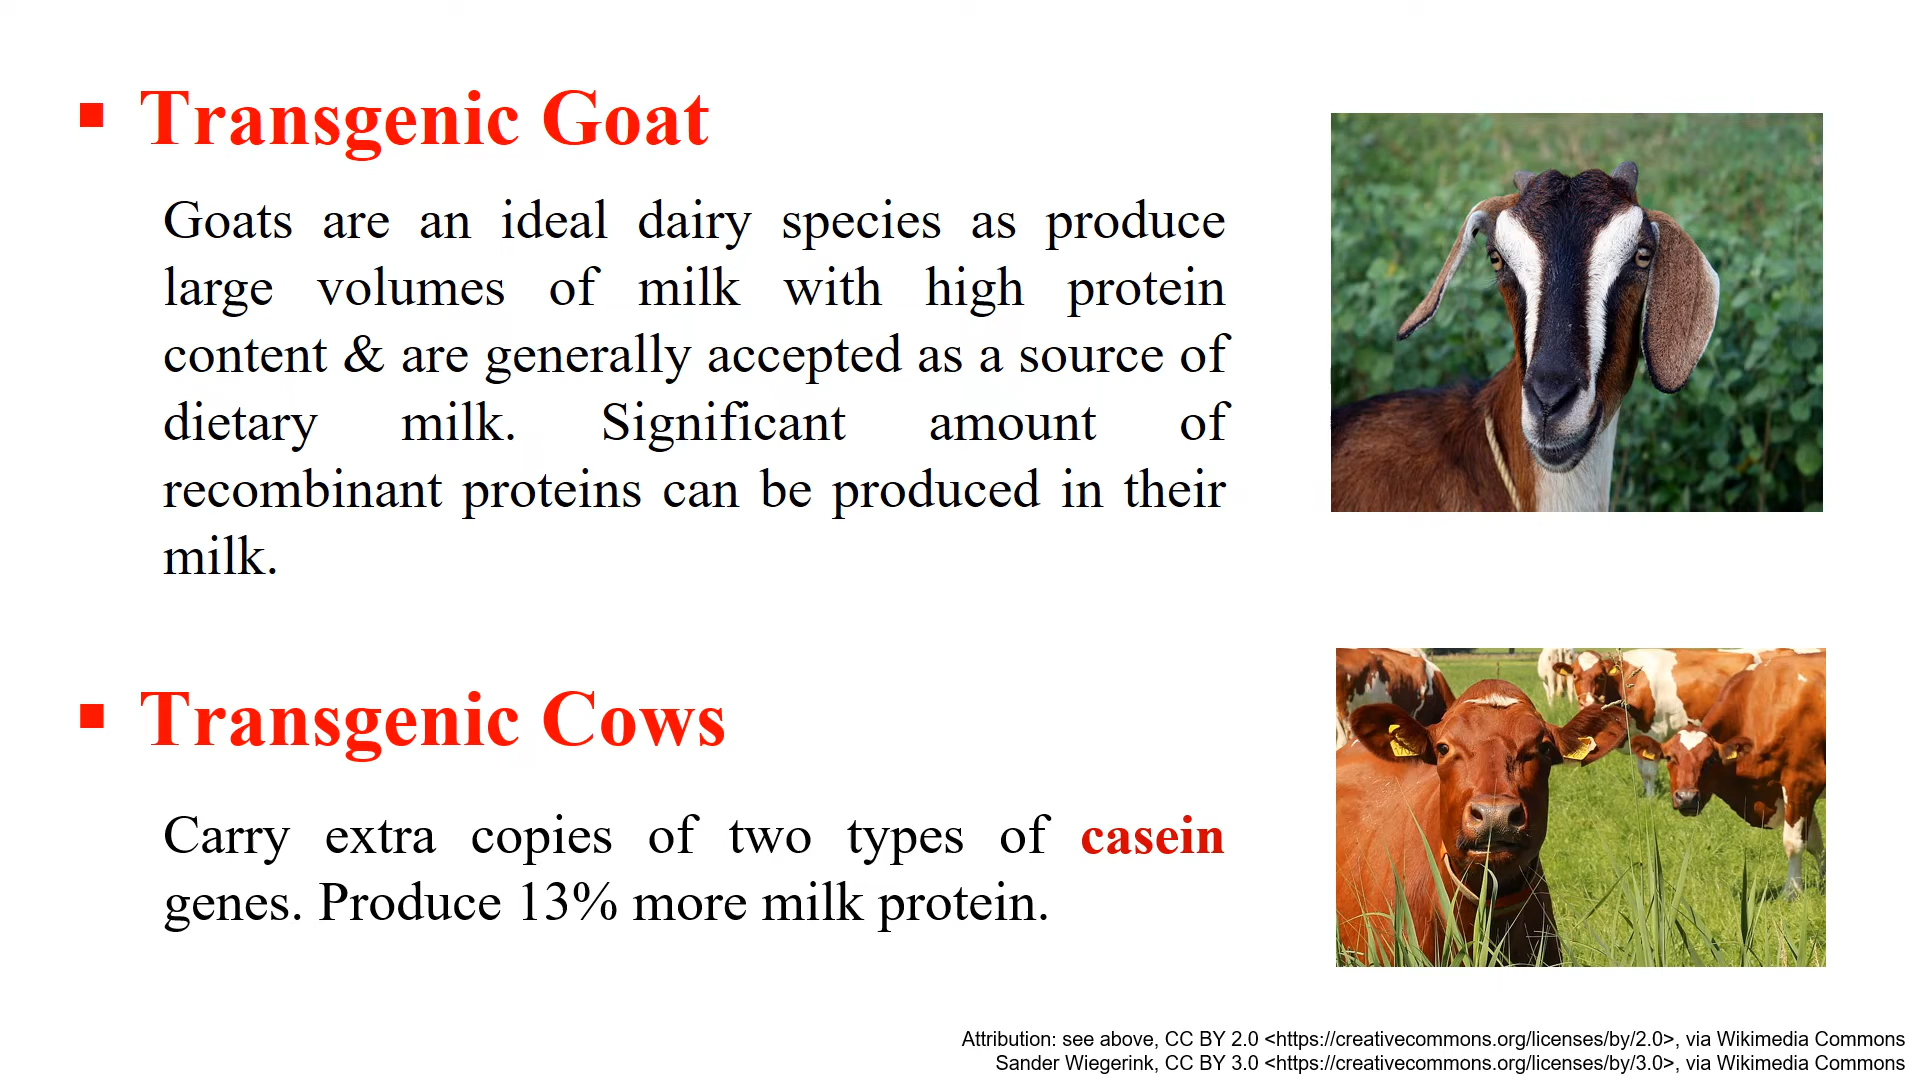 ▪ Transgenic Goat
Goats are an ideal dairy species as produce
large volumes of milk with high protein
content & are generally accepted as a source of
dietary milk. Significant amount of
recombinant proteins can be produced in their
milk.
▪ Transgenic Cows
Carry extra copies of two types of casein
genes. Produce 13% more milk protein.
Attribution: see above, CC BY 2.0 <https://creativecommons.org/licenses/by/2.0>, via Wikimedia Commons
Sander Wiegerink, CC BY 3.0 <https://creativecommons.org/licenses/by/3.0>, via Wikimedia Commons